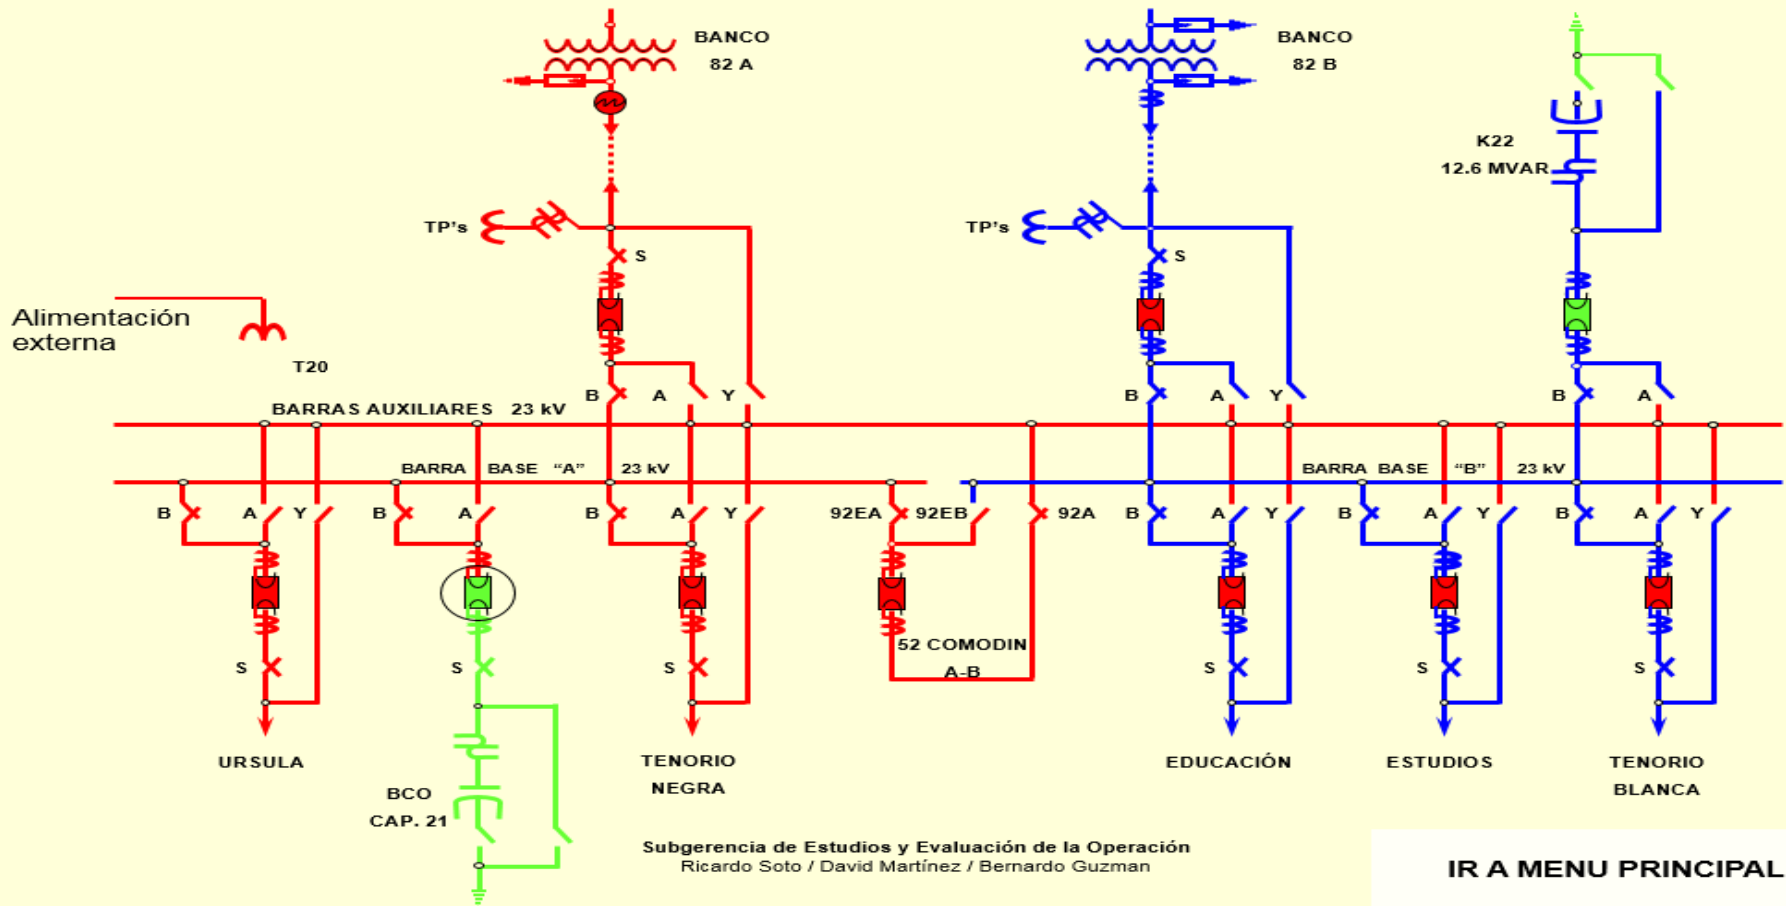 BANCO
82 A
BANCO
82 B
K22
12.6 MVAR
TP's
S
TP's
S
Alimentación
externa
T20
B A Y
B A Y
B A
BARRAS AUXILIARES 23 kV
BARRA BASE “A” 23 kV
BARRA BASE “B” 23 kV
B A Y B A B A Y 92EA 92EB 92A B A Y B A Y B A Y
52 COMODIN
A-B
S S S S S S
URSULA
TENORIO
NEGRA
EDUCACIÓN
ESTUDIOS
TENORIO
BLANCA
BCO
CAP. 21
Subgerencia de Estudios y Evaluación de la Operación
Ricardo Soto / David Martínez / Bernardo Guzman
IR A MENU PRINCIPAL